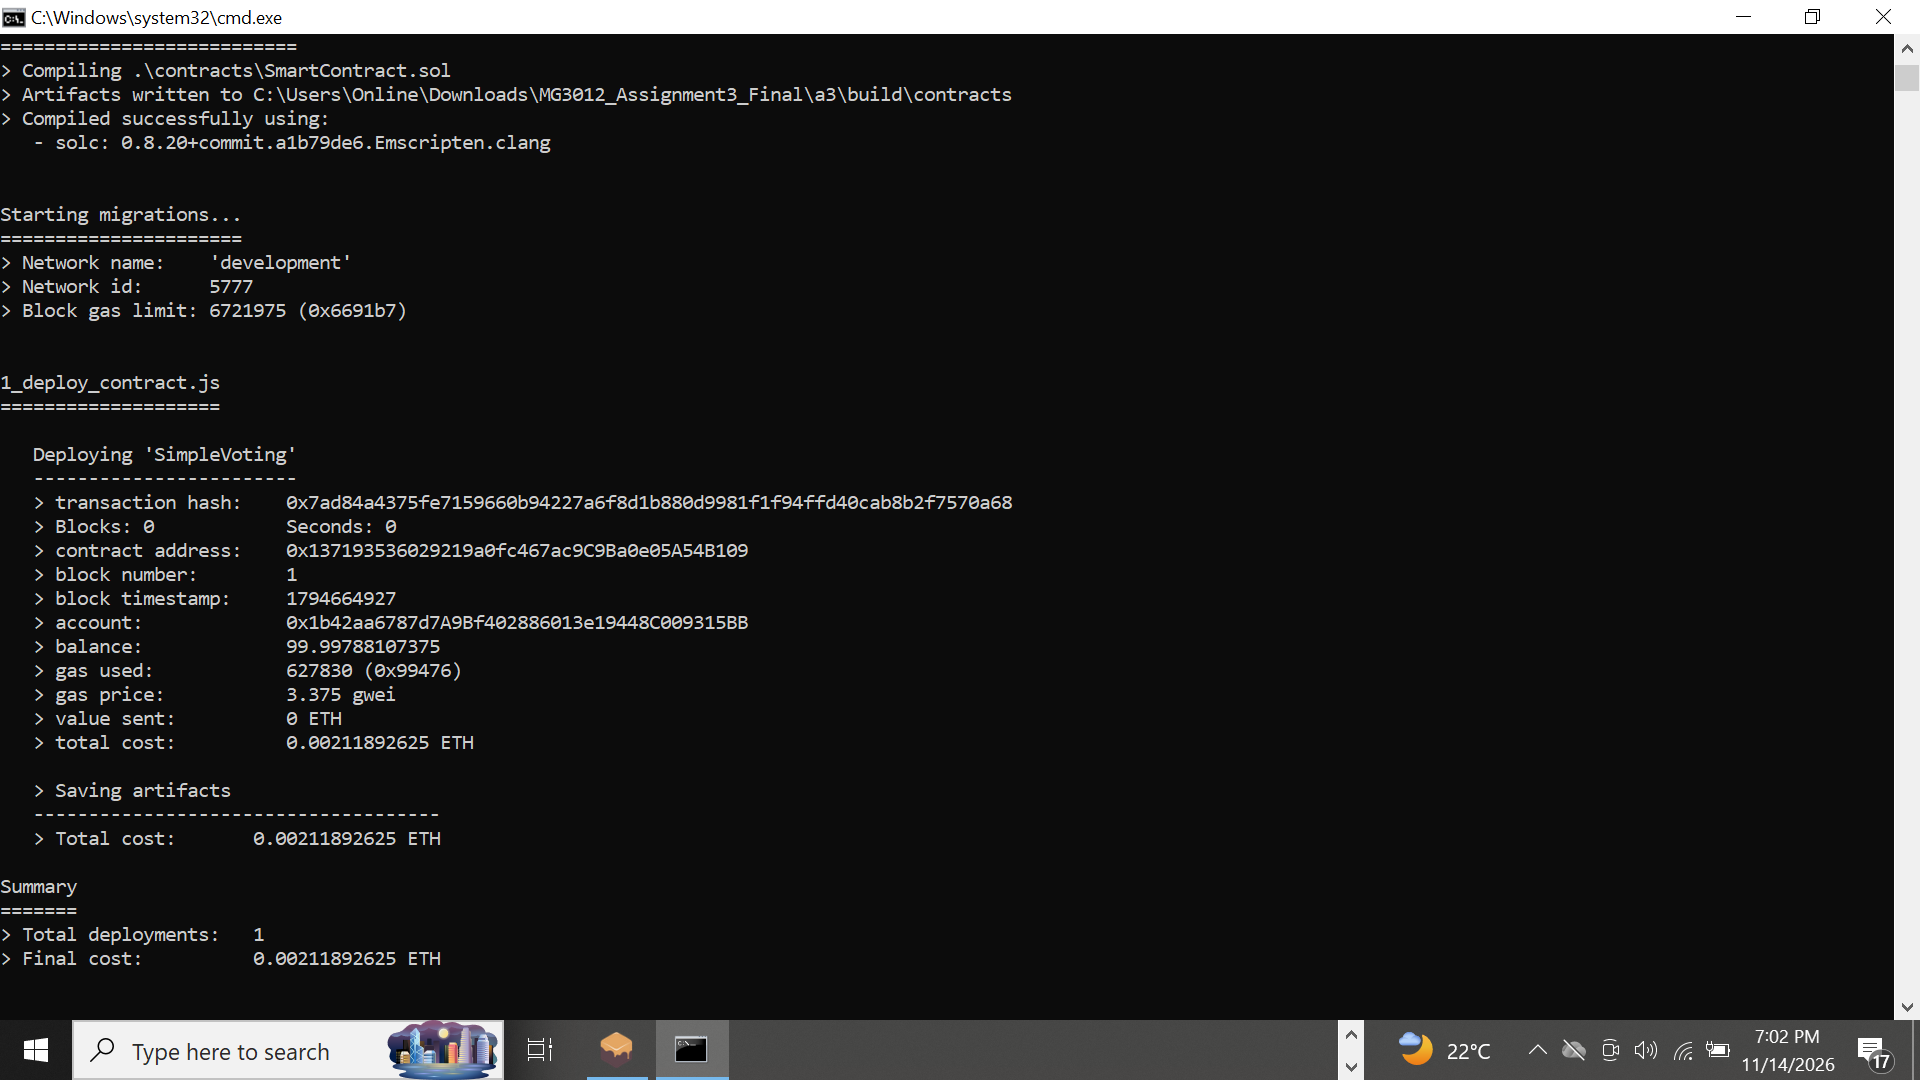 C:\Windows\system32\cmd.exe
===========================
> Compiling .\contracts\SmartContract.sol
> Artifacts written to C:\Users\Online\Downloads\MG3012_Assignment3_Final\a3\build\contracts
> Compiled successfully using:
   - solc: 0.8.20+commit.a1b79de6.Emscripten.clang
Starting migrations...
======================
> Network name:    'development'
> Network id:      5777
> Block gas limit: 6721975 (0x6691b7)
1_deploy_contract.js
====================
   Deploying 'SimpleVoting'
   ------------------------
   > transaction hash:    0x7ad84a4375fe7159660b94227a6f8d1b880d9981f1f94ffd40cab8b2f7570a68
   > Blocks: 0            Seconds: 0
   > contract address:    0x137193536029219a0fc467ac9C9Ba0e05A54B109
   > block number:        1
   > block timestamp:     1794664927
   > account:             0x1b42aa6787d7A9Bf402886013e19448C009315BB
   > balance:             99.99788107375
   > gas used:            627830 (0x99476)
   > gas price:           3.375 gwei
   > value sent:          0 ETH
   > total cost:          0.00211892625 ETH
   > Saving artifacts
   -------------------------------------
   > Total cost:       0.00211892625 ETH
Summary
=======
> Total deployments:   1
> Final cost:          0.00211892625 ETH
Type here to search
22°C
7:02 PM
11/14/2026
17